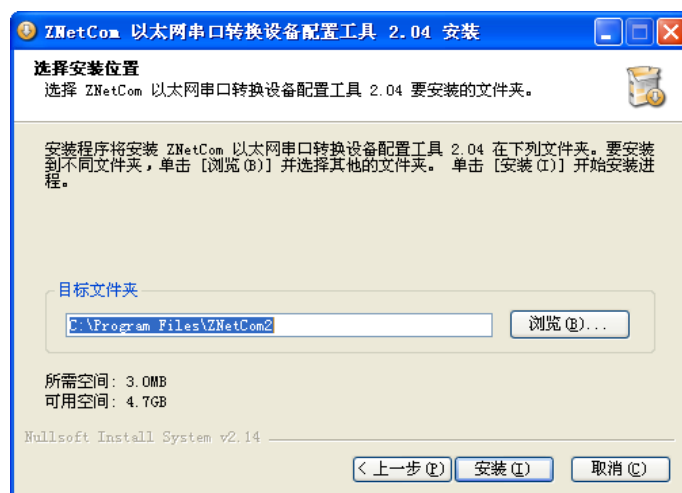 ZNetCom 以太网串口转换设备配置工具 2.04 安装
选择安装位置
选择 ZNetCom 以太网串口转换设备配置工具 2.04 要安装的文件夹。
安装程序将安装 ZNetCom 以太网串口转换设备配置工具 2.04 在下列文件夹。要安装
到不同文件夹，单击 [浏览(B)] 并选择其他的文件夹。 单击 [安装(I)] 开始安装进
程。
目标文件夹
C:\Program Files\ZNetCom2
浏览(B)...
所需空间: 3.0MB
可用空间: 4.7GB
Nullsoft Install System v2.14
< 上一步(P) 安装(I) 取消(C)